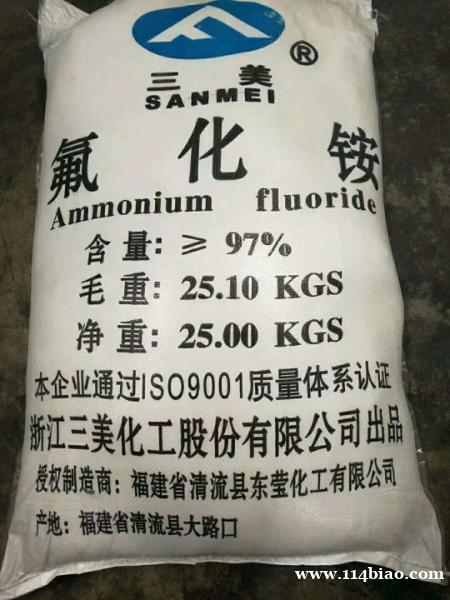 ®
三美
SANMEI
氟化铵
Ammonium fluoride
含量: ≥ 97%
毛重: 25.10 KGS
净重: 25.00 KGS
本企业通过ISO9001质量体系认证
浙江三美化工股份有限公司出品
授权制造商: 福建省清流县东莹化工有限公司
产地: 福建省清流县大路口
www.114biao.com